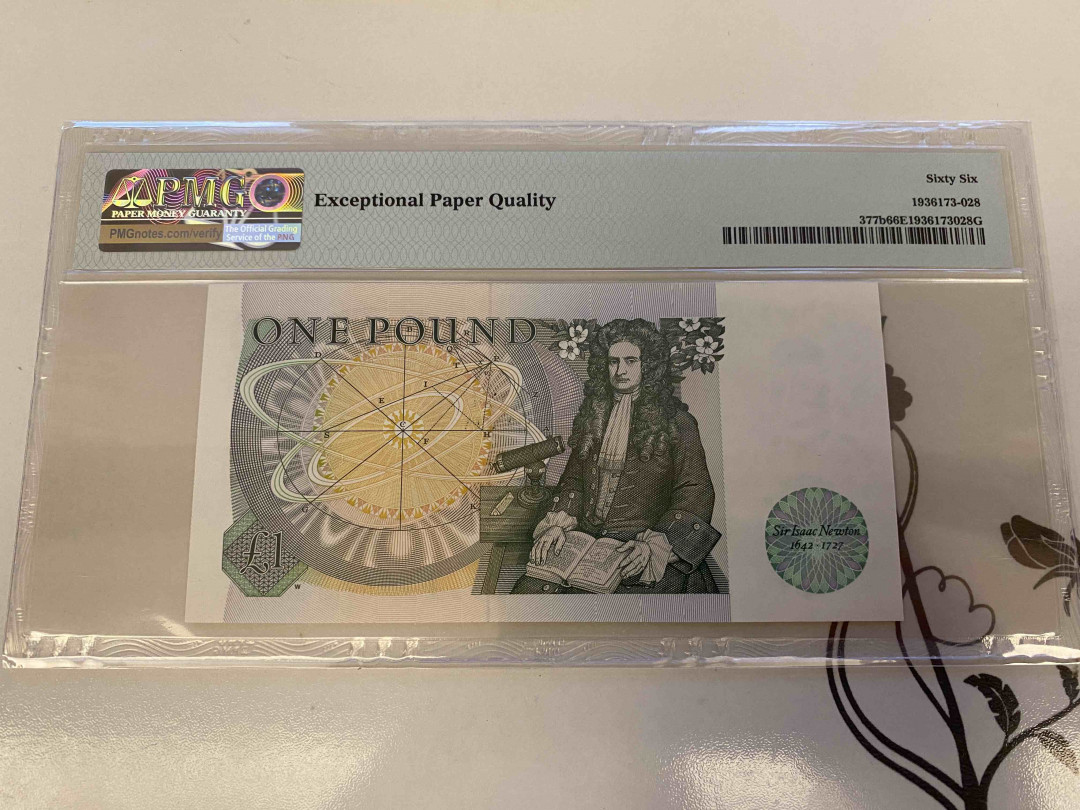 PMG
PAPER MONEY GUARANTY
PMGnotes.com/verify
The Official Grading
Service of the PNG
Exceptional Paper Quality
Sixty Six
1936173-028
377b66E1936173028G
ONE POUND
D
B
P
T
I
Z
E
C
S
F
H
G
K
£1
W
Sir Isaac Newton
1642-1727